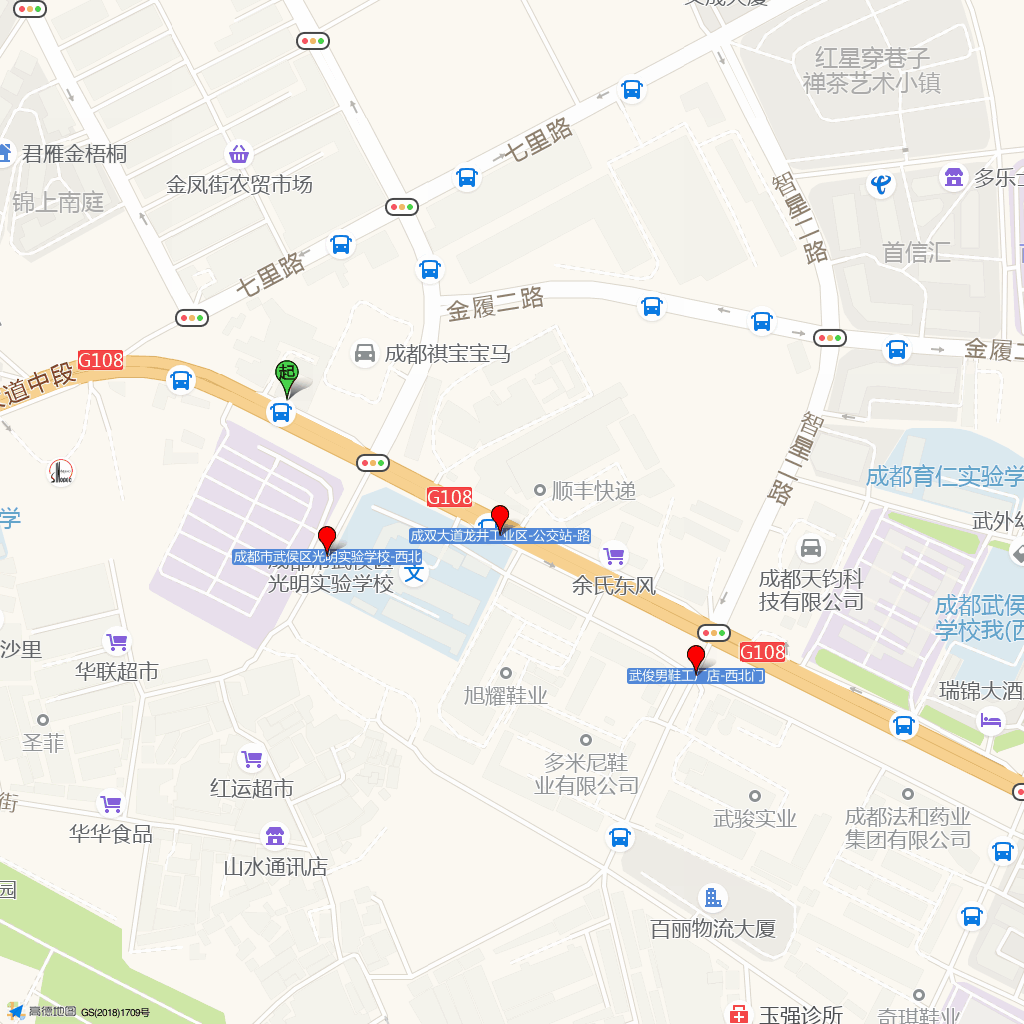 红星穿巷子
禅茶艺术小镇
七里路
君雁金梧桐
金凤街农贸市场
智星二路
锦上南庭
首信汇
七里路
金履二路
成都祺宝宝马
金履二
G108
道中段
起
智星二路
成都育仁实验学
G108
顺丰快递
学
武外幼
成双大道龙井工业区-公交站-路
成都市武侯区光明实验学校-西北
光明实验学校
文
余氏东风
成都天钧科
技有限公司
成都武侯
学校我(西
沙里
G108
华联超市
武俊男鞋工厂店-西北门
旭耀鞋业
瑞锦大酒
圣菲
多米尼鞋
业有限公司
红运超市
街
华华食品
武骏实业
成都法和药业
集团有限公司
山水通讯店
园
百丽物流大厦
高德地图 GS(2018)1709号
玉强诊所
奇琪鞋业